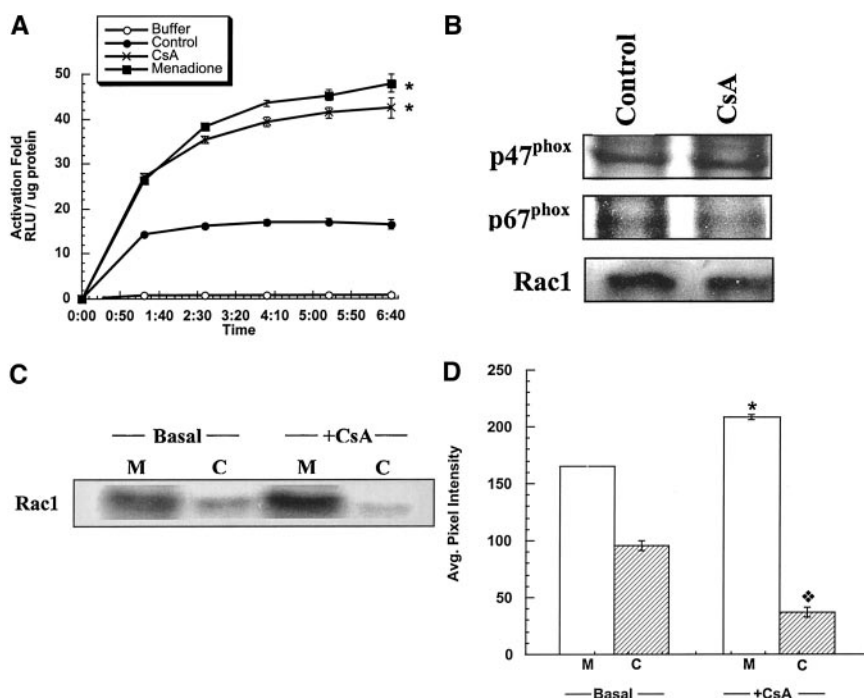 A
Buffer
Control
CsA
Menadione
50
40
30
20
10
0
Activation Fold
RLU / ug protein
*
*
0:00 0:50 1:40 2:30 3:20 4:10 5:00 5:50 6:40
Time
B
Control CsA
p47phox
p67phox
Rac1
C
Basal +CsA
M C M C
Rac1
D
250
200
150
100
50
0
Avg. Pixel Intensity
*
❖
M C M C
Basal +CsA